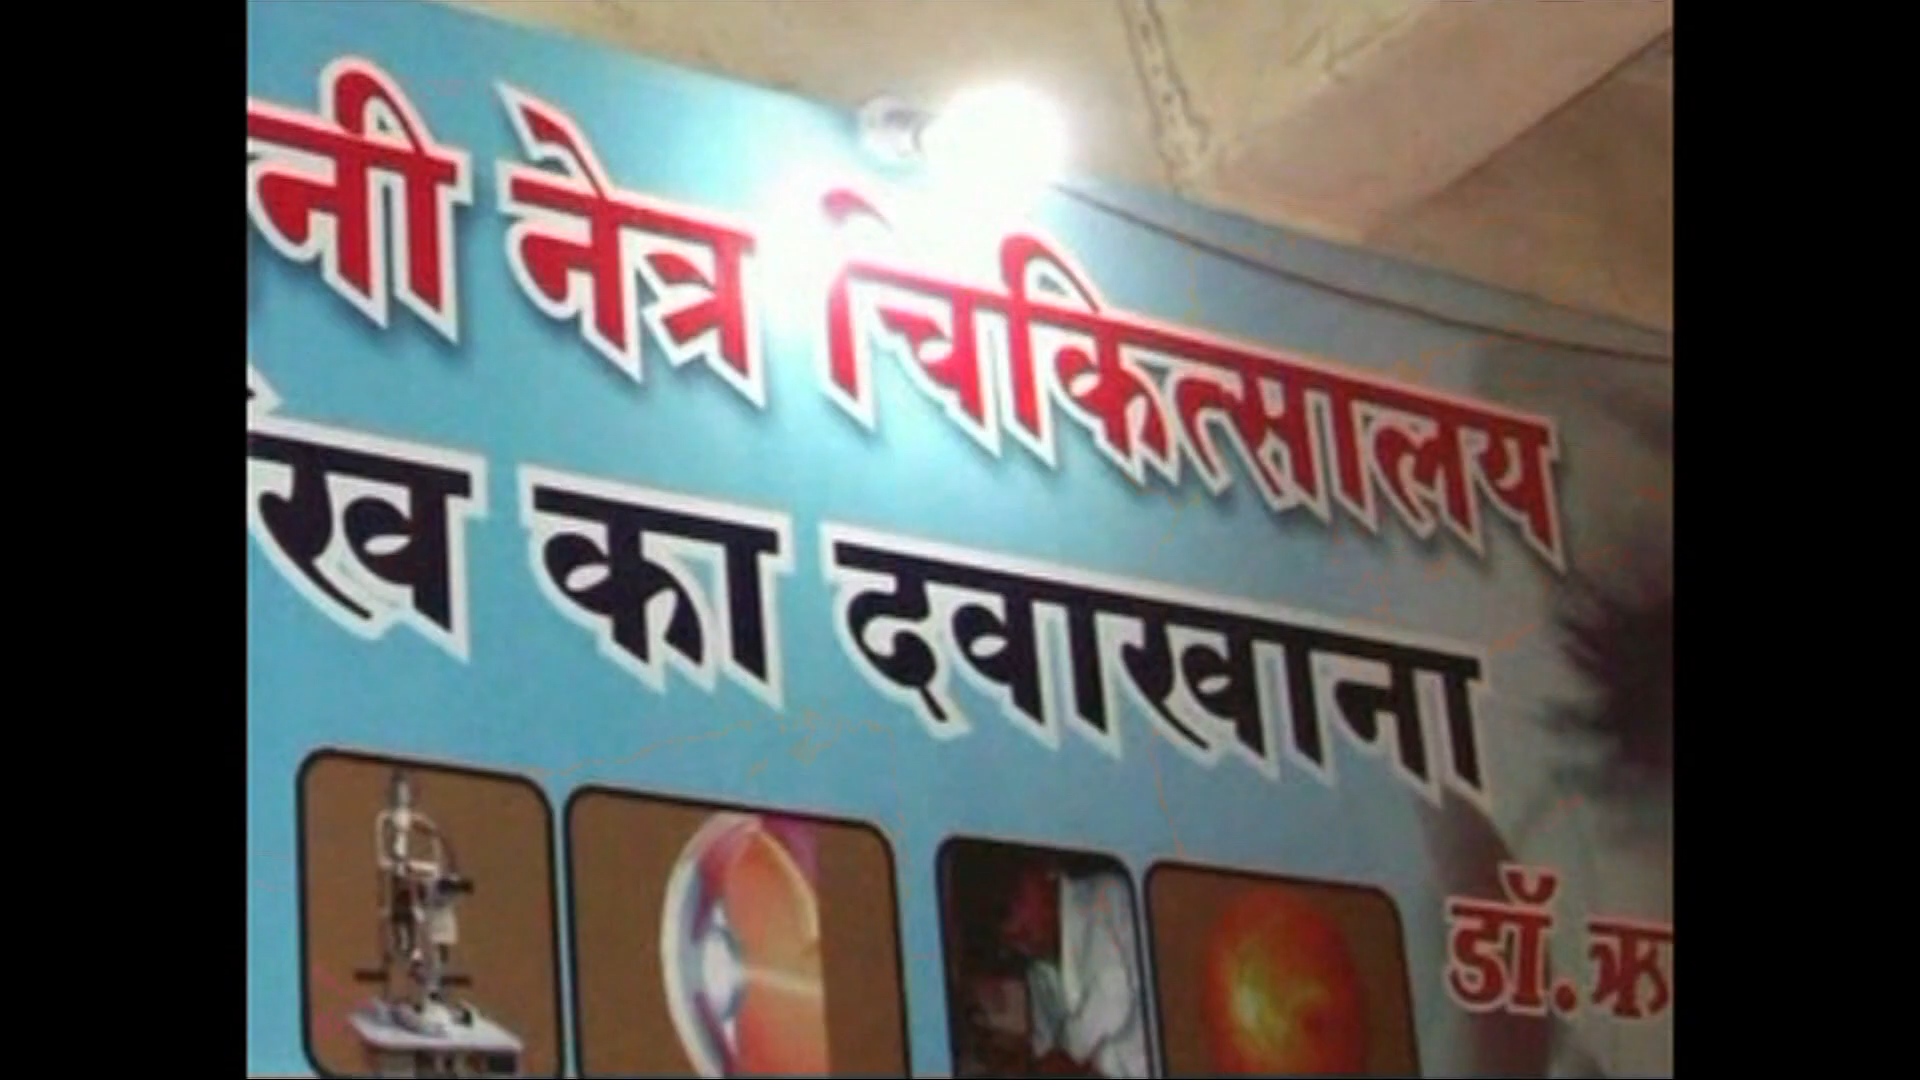 नी नेत्र चिकित्सालय
ँख का दवाखाना
डॉ. ऋ